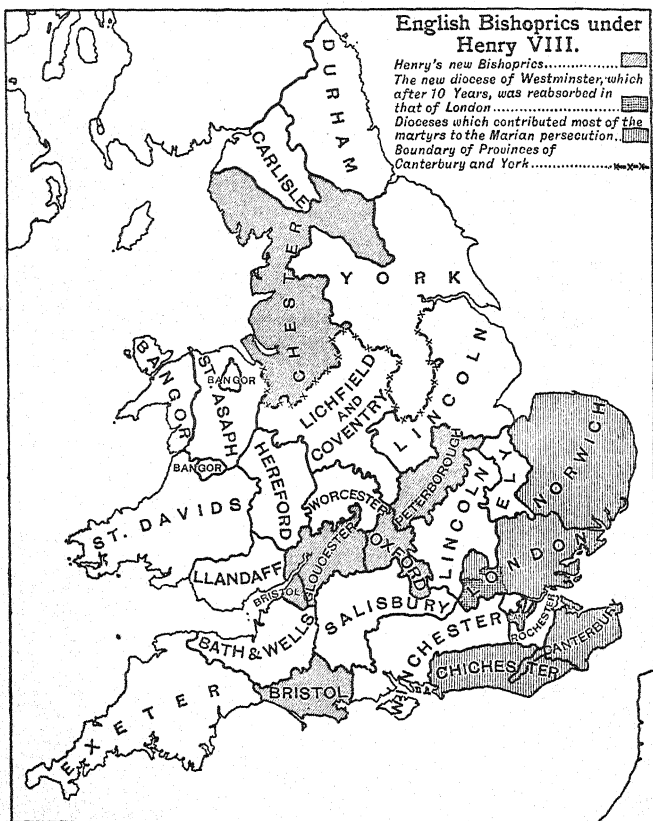 English Bishoprics under
Henry VIII.
Henry's new Bishoprics
The new diocese of Westminster, which
after 10 Years, was reabsorbed in
that of London
Dioceses which contributed most of the
martyrs to the Marian persecution
Boundary of Provinces of
Canterbury and York
DURHAM
CARLISLE
CHESTER
YORK
BANGOR
ST. ASAPH
BANGOR
LICHFIELD
AND
COVENTRY
LINCOLN
BANGOR
HEREFORD
WORCESTER
PETERBOROUGH
LINCOLN
ELY
NORWICH
ST. DAVIDS
LLANDAFF
GLOUCESTER
BRISTOL
OXFORD
LONDON
BATH & WELLS
SALISBURY
WINCHESTER
ROCHESTER
CANTERBURY
CHICHESTER
BRISTOL
EXETER